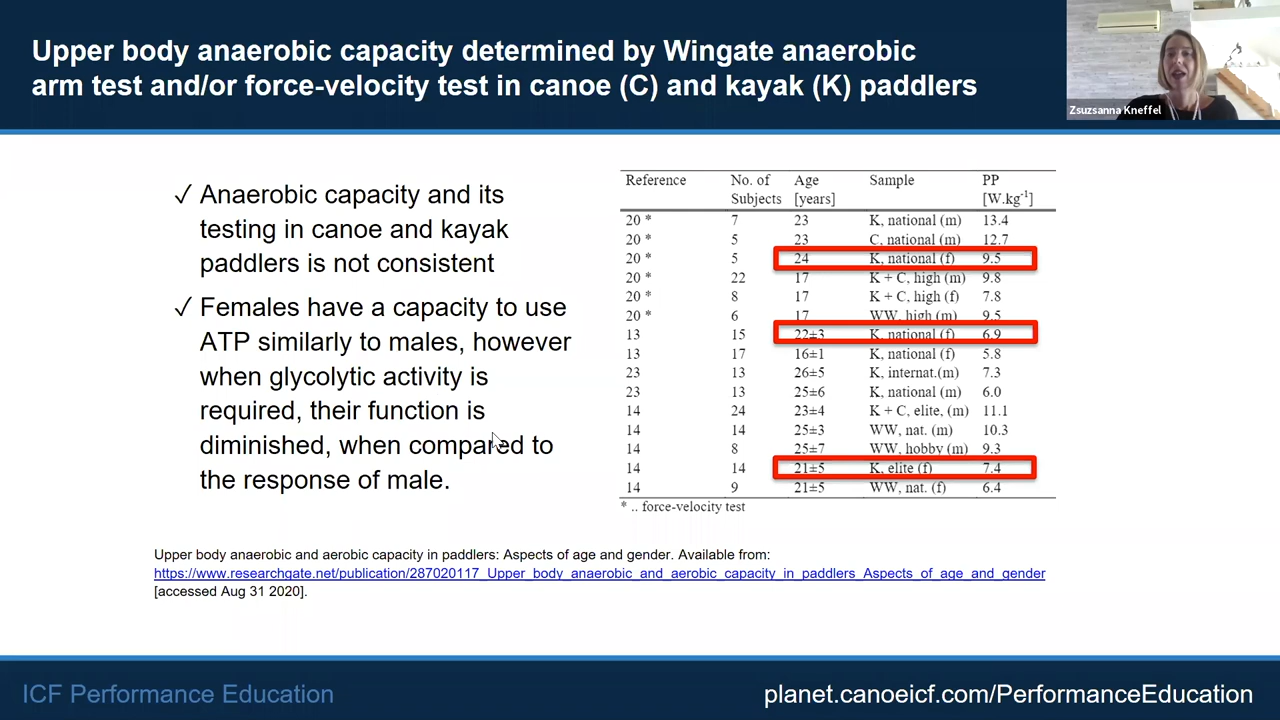 Upper body anaerobic capacity determined by Wingate anaerobic
arm test and/or force-velocity test in canoe (C) and kayak (K) paddlers
Zsuzsanna Kneffel
✓ Anaerobic capacity and its
testing in canoe and kayak
paddlers is not consistent
✓ Females have a capacity to use
ATP similarly to males, however
when glycolytic activity is
required, their function is
diminished, when compared to
the response of male.
Reference No. of Subjects Age [years] Sample PP [W.kg⁻¹]
20 * 7 23 K, national (m) 13.4
20 * 5 23 C, national (m) 12.7
20 * 5 24 K, national (f) 9.5
20 * 22 17 K + C, high (m) 9.8
20 * 8 17 K + C, high (f) 7.8
20 * 6 17 WW, high (m) 9.5
13 15 22±3 K, national (f) 6.9
13 17 16±1 K, national (f) 5.8
23 13 26±5 K, internat.(m) 7.3
23 13 25±6 K, national (m) 6.0
14 24 23±4 K + C, elite, (m) 11.1
14 14 25±3 WW, nat. (m) 10.3
14 8 25±7 WW, hobby (m) 9.3
14 14 21±5 K, elite (f) 7.4
14 9 21±5 WW, nat. (f) 6.4
* .. force-velocity test
Upper body anaerobic and aerobic capacity in paddlers: Aspects of age and gender. Available from:
https://www.researchgate.net/publication/287020117_Upper_body_anaerobic_and_aerobic_capacity_in_paddlers_Aspects_of_age_and_gender
[accessed Aug 31 2020].
ICF Performance Education
planet.canoeicf.com/PerformanceEducation